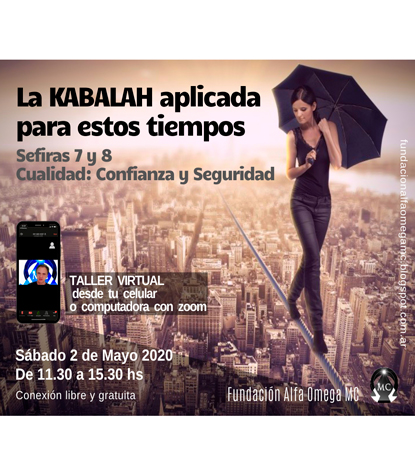 La KABALAH aplicada
para estos tiempos
Sefiras 7 y 8
Cualidad: Confianza y Seguridad
fundacionalfaomegamc.blogspot.com.ar
TALLER VIRTUAL
desde tu celular
o computadora con zoom
Sábado 2 de Mayo 2020
De 11.30 a 15.30 hs
Conexión libre y gratuita
Fundación Alfa Omega MC
MC